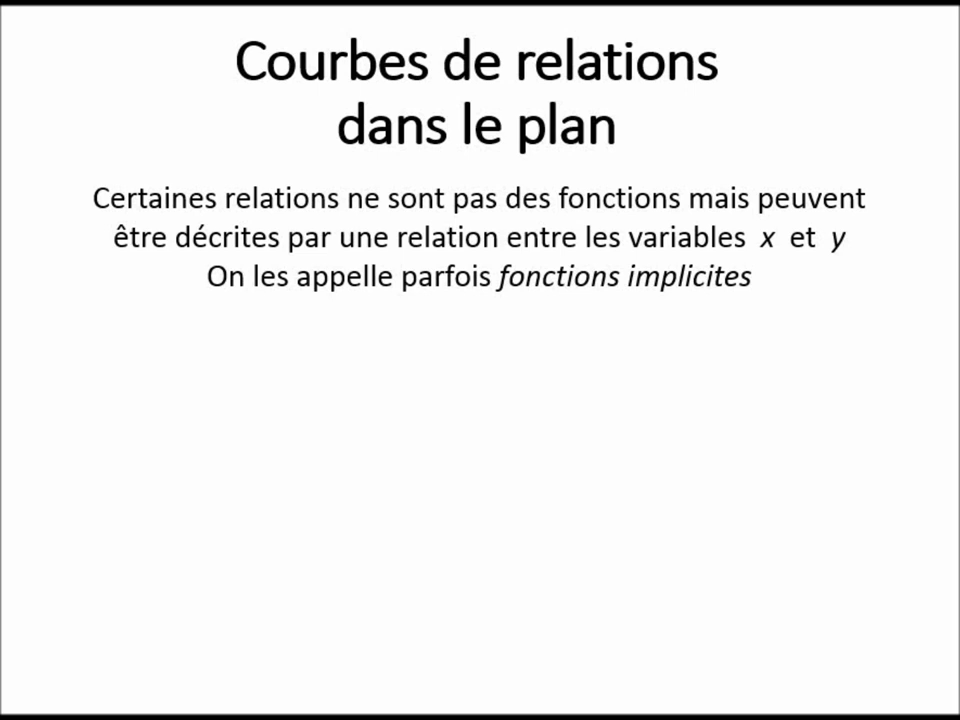 Courbes de relations
dans le plan
Certaines relations ne sont pas des fonctions mais peuvent
être décrites par une relation entre les variables x et y
On les appelle parfois fonctions implicites